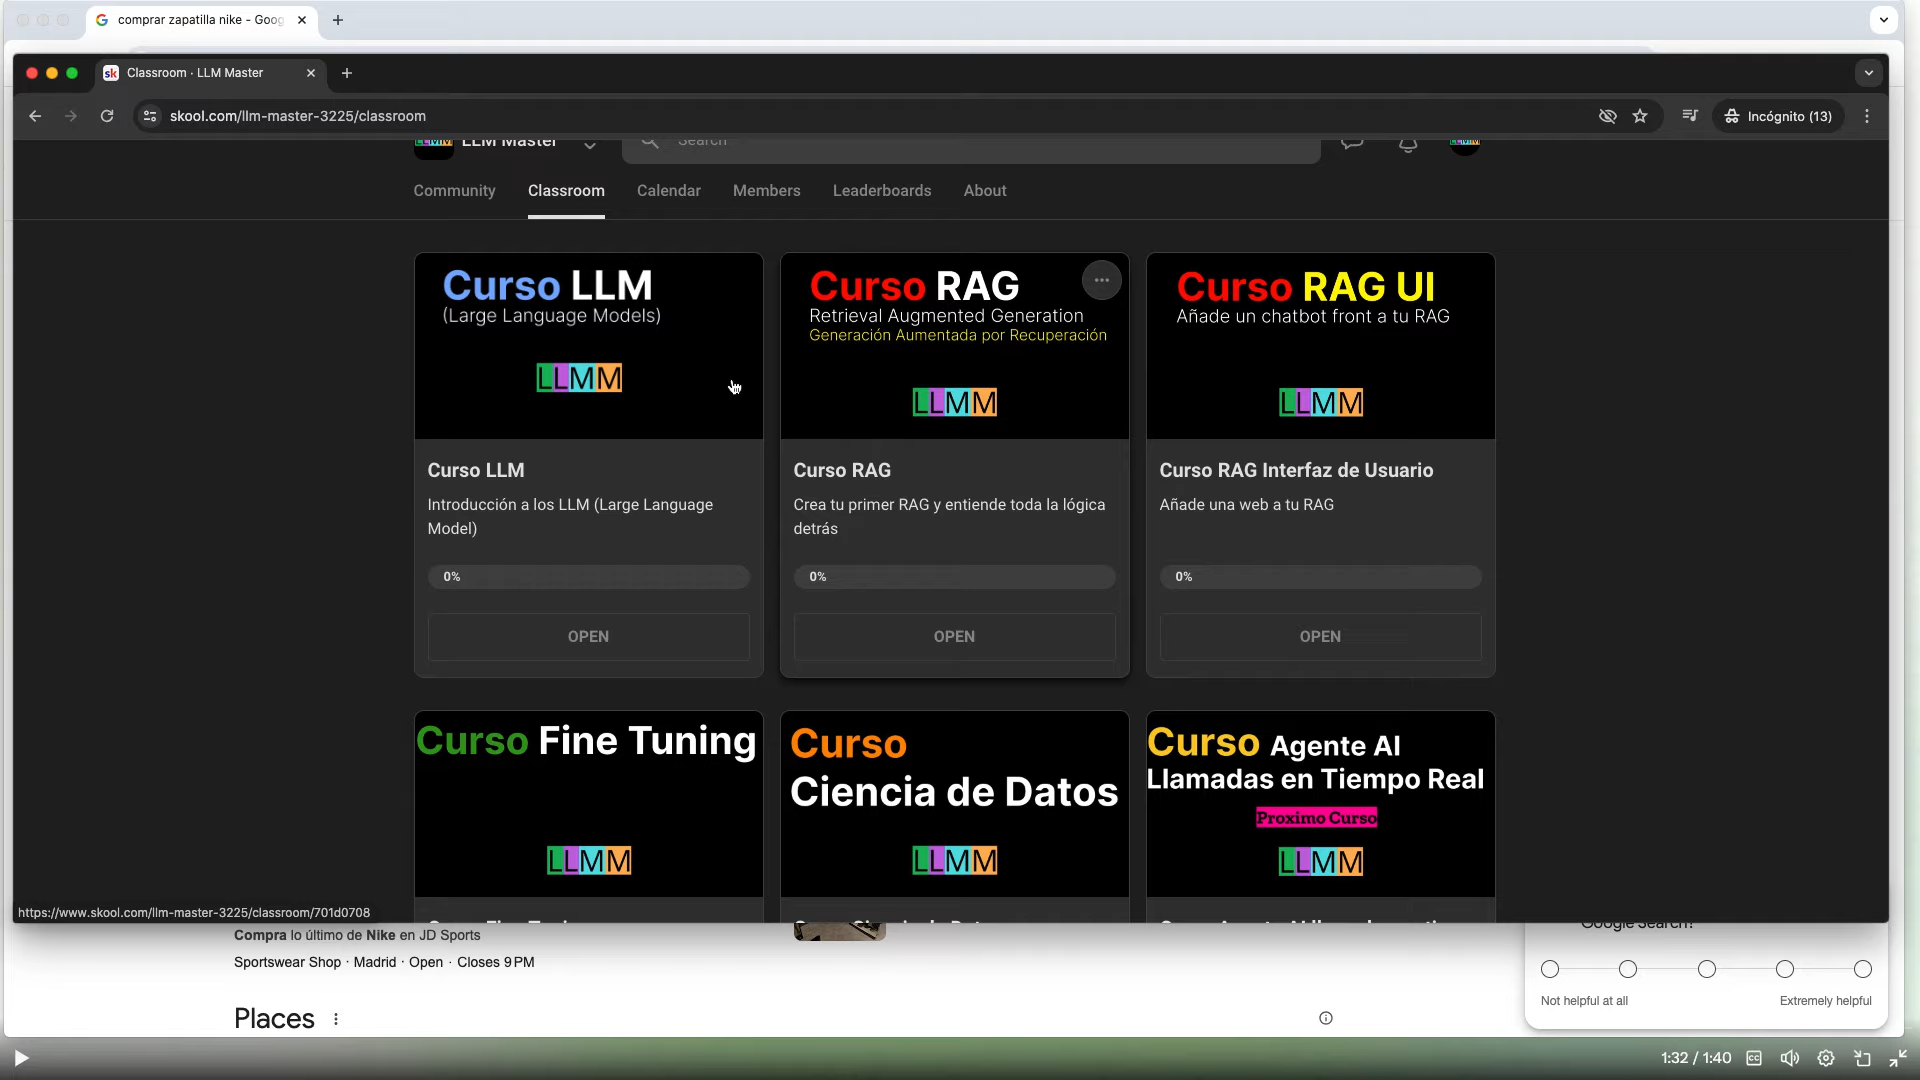 comprar zapatilla nike - Goog
Classroom · LLM Master
skool.com/llm-master-3225/classroom
Incógnito (13)
LLM Master
Search
Community
Classroom
Calendar
Members
Leaderboards
About
Curso LLM
(Large Language Models)
LLMM
Curso RAG
Retrieval Augmented Generation
Generación Aumentada por Recuperación
LLMM
Curso RAG UI
Añade un chatbot front a tu RAG
LLMM
Curso LLM
Introducción a los LLM (Large Language
Model)
0%
OPEN
Curso RAG
Crea tu primer RAG y entiende toda la lógica
detrás
0%
OPEN
Curso RAG Interfaz de Usuario
Añade una web a tu RAG
0%
OPEN
Curso Fine Tuning
LLMM
Curso
Ciencia de Datos
LLMM
Curso Agente AI
Llamadas en Tiempo Real
Proximo Curso
LLMM
https://www.skool.com/llm-master-3225/classroom/701d0708
Compra lo último de Nike en JD Sports
Sportswear Shop · Madrid · Open · Closes 9 PM
Places
Google Search?
Not helpful at all
Extremely helpful
1:32 / 1:40